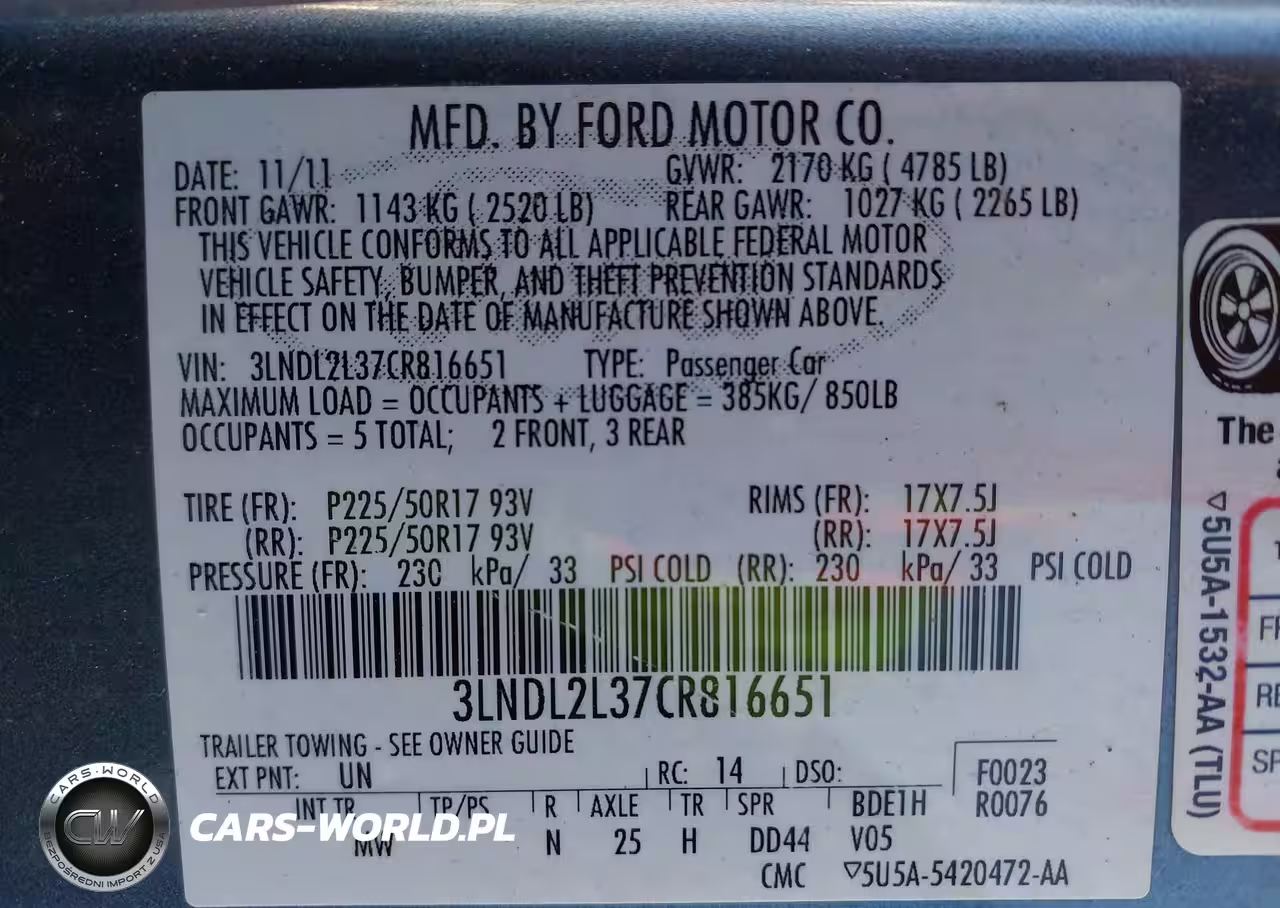 MFD. BY FORD MOTOR CO.
DATE: 11/11 GVWR: 2170 KG ( 4785 LB)
FRONT GAWR: 1143 KG ( 2520 LB) REAR GAWR: 1027 KG ( 2265 LB)
THIS VEHICLE CONFORMS TO ALL APPLICABLE FEDERAL MOTOR
VEHICLE SAFETY, BUMPER, AND THEFT PREVENTION STANDARDS
IN EFFECT ON THE DATE OF MANUFACTURE SHOWN ABOVE.
VIN: 3LNDL2L37CR816651 TYPE: Passenger Car
MAXIMUM LOAD = OCCUPANTS + LUGGAGE = 385KG/ 850LB
OCCUPANTS = 5 TOTAL; 2 FRONT, 3 REAR
TIRE (FR): P225/50R17 93V RIMS (FR): 17X7.5J
(RR): P225/50R17 93V (RR): 17X7.5J
PRESSURE (FR): 230 kPa/ 33 PSI COLD (RR): 230 kPa/ 33 PSI COLD
3LNDL2L37CR816651
TRAILER TOWING - SEE OWNER GUIDE
EXT PNT: UN RC: 14 DSO: F0023
INT TR TP/PS R AXLE TR SPR BDE1H R0076
MW N 25 H DD44 V05
CMC ▽5U5A-5420472-AA
The
▽5U5A-1532-AA (TLU)
CARS-WORLD
CW
BEZPOŚREDNI IMPORT Z USA
CARS-WORLD.PL